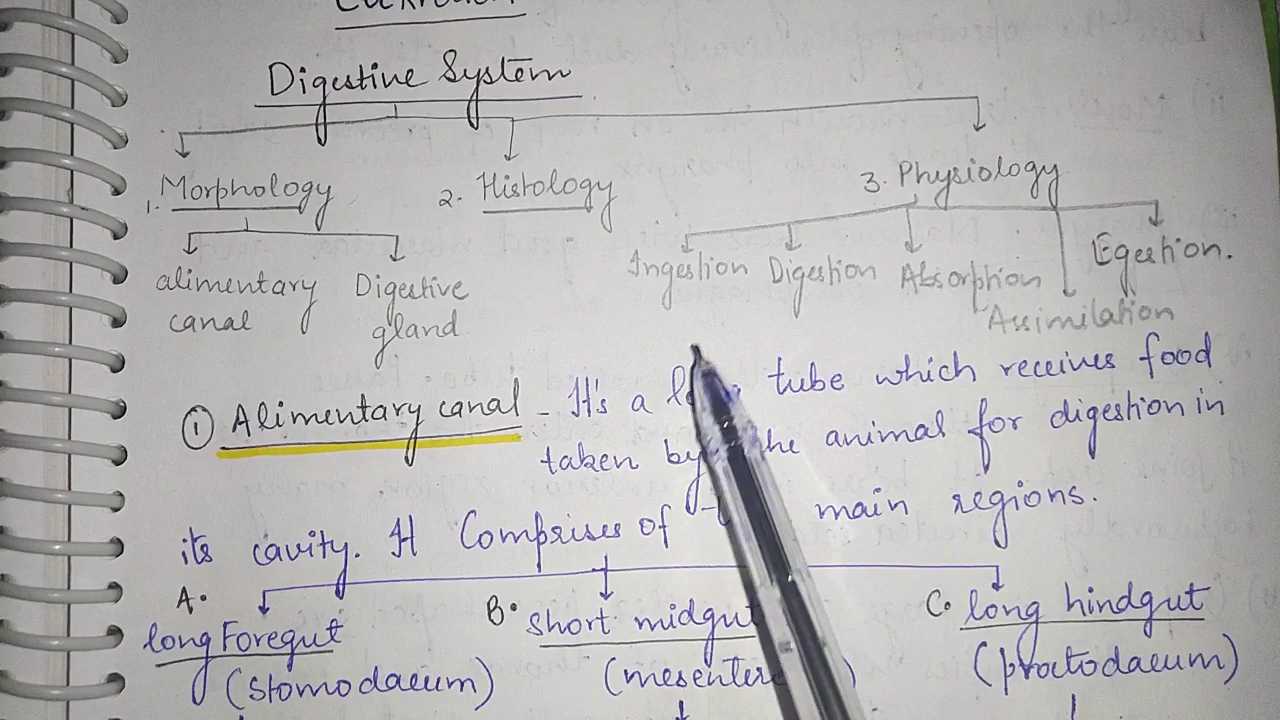 Digestive System
1. Morphology 2. Histology 3. Physiology
alimentary canal Digestive gland
Ingestion Digestion Absorption Assimilation Egestion.
① Alimentary canal - It's a tube which receives food
taken by the animal for digestion in
its cavity. It Comprises of main regions.
A. B. C.
long Foregut short midgut long hindgut
(stomodaeum) (proctodaeum)